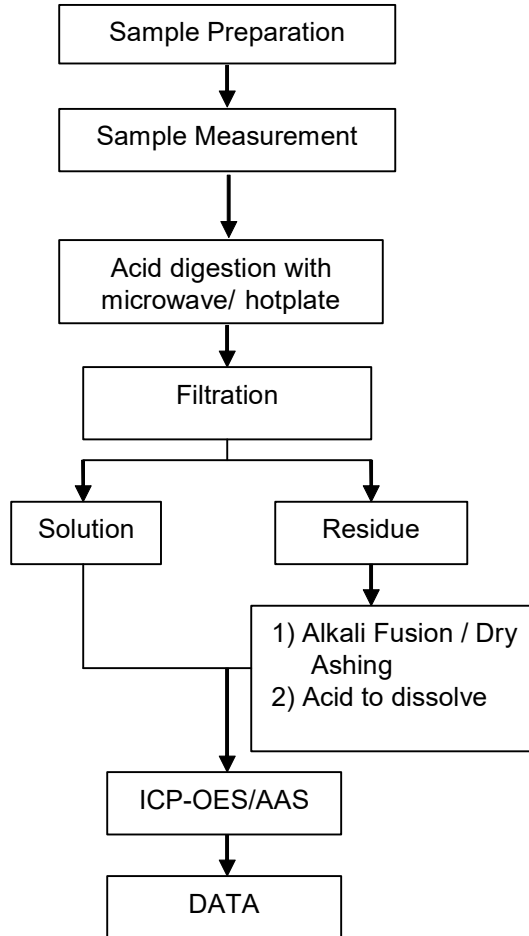 Sample Preparation
Sample Measurement
Acid digestion with
microwave/ hotplate
Filtration
Solution
Residue
1) Alkali Fusion / Dry
Ashing
2) Acid to dissolve
ICP-OES/AAS
DATA